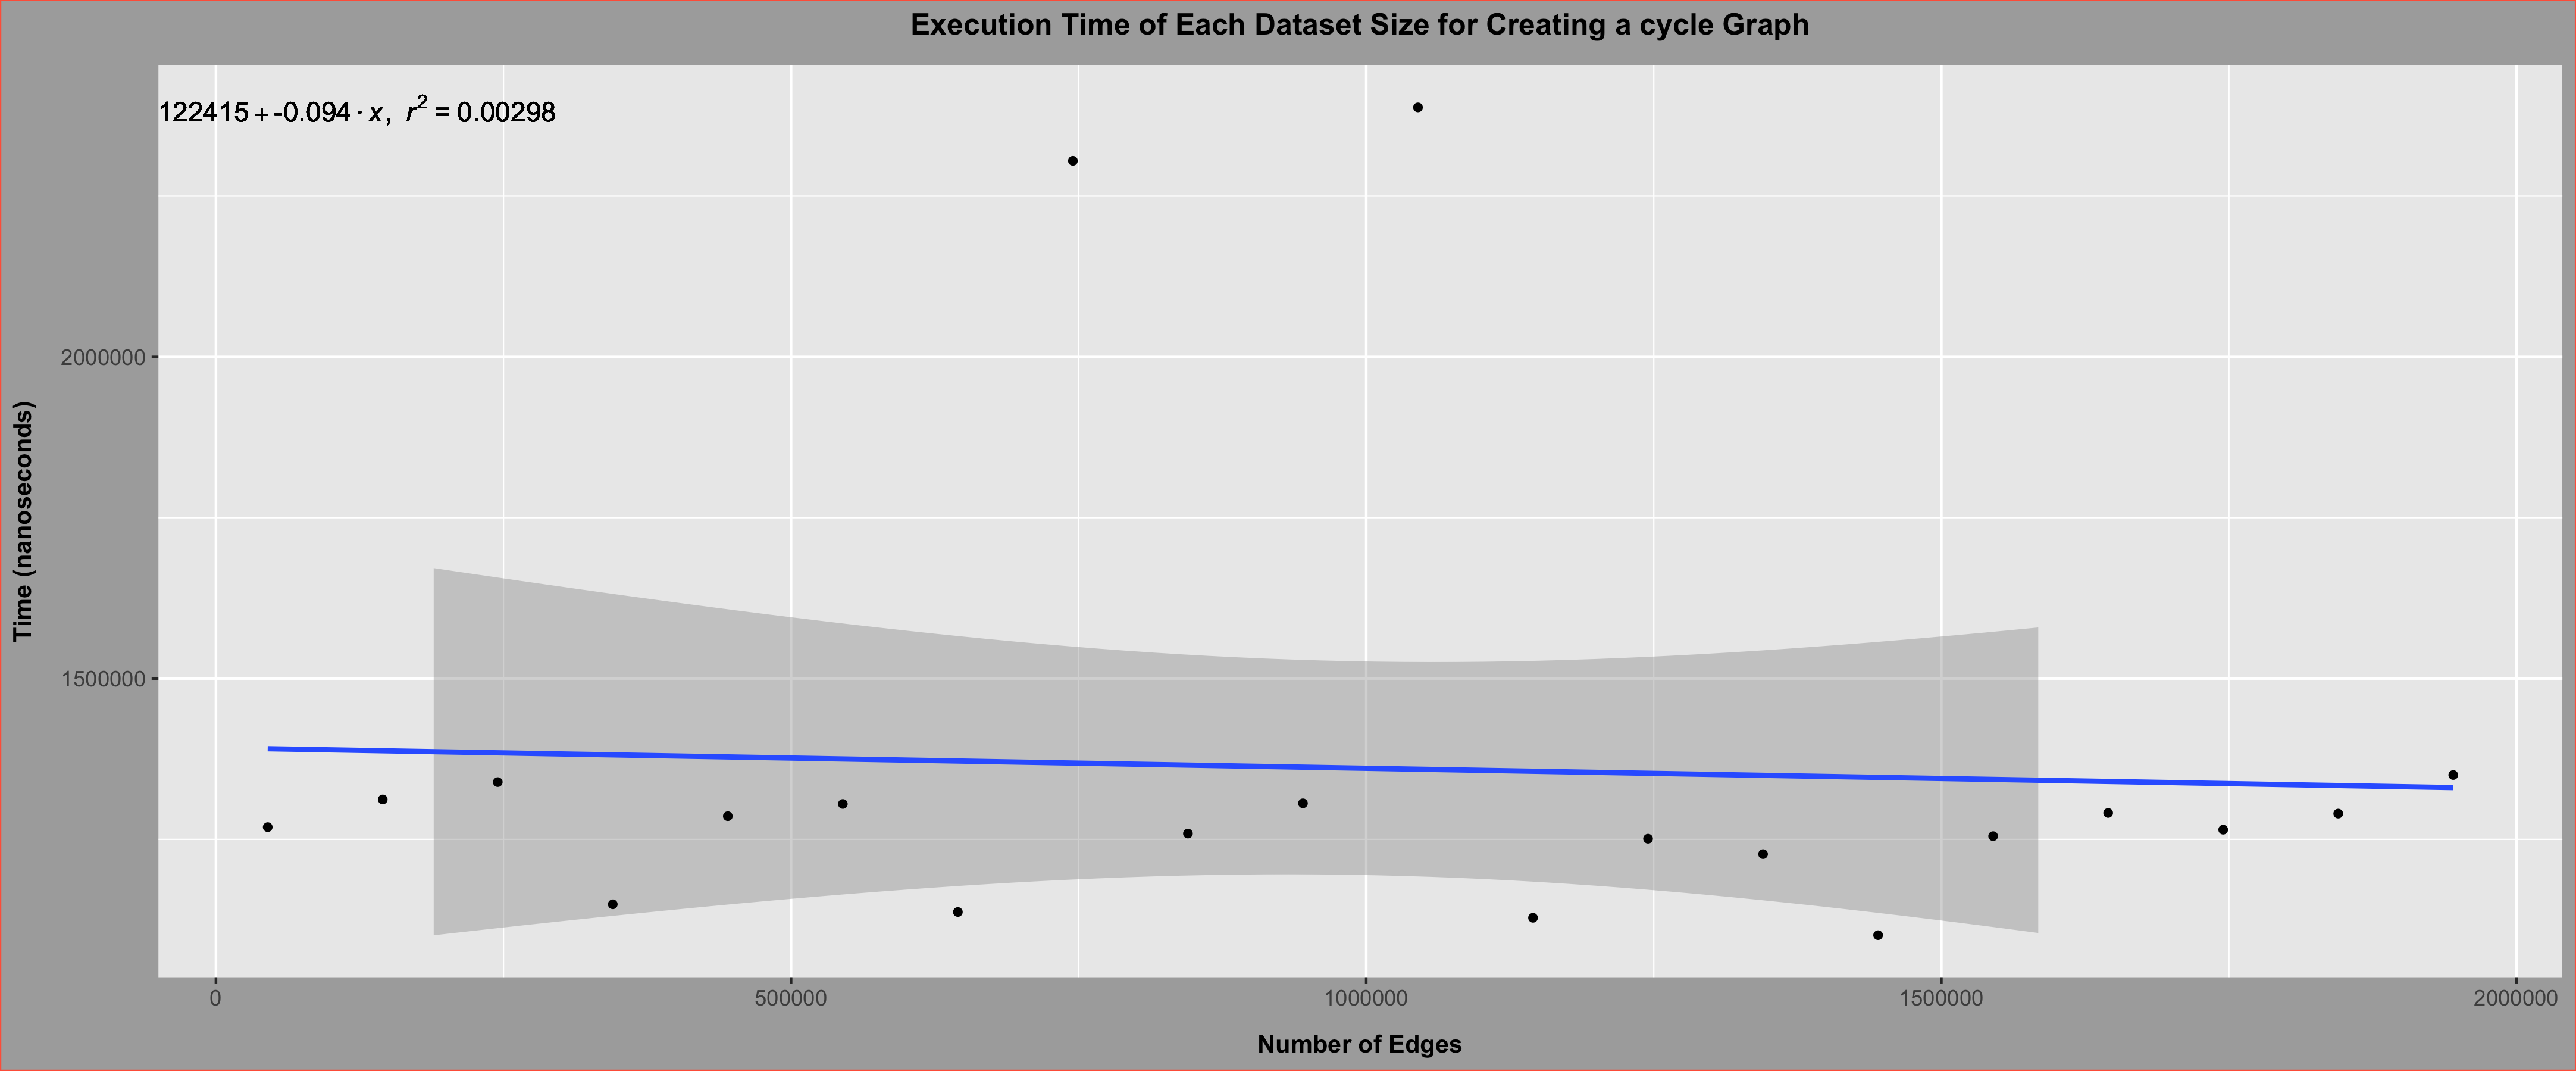 Execution Time of Each Dataset Size for Creating a cycle Graph
122415 + -0.094 · x, r² = 0.00298
2000000
1500000
Time (nanoseconds)
0 500000 1000000 1500000 2000000
Number of Edges